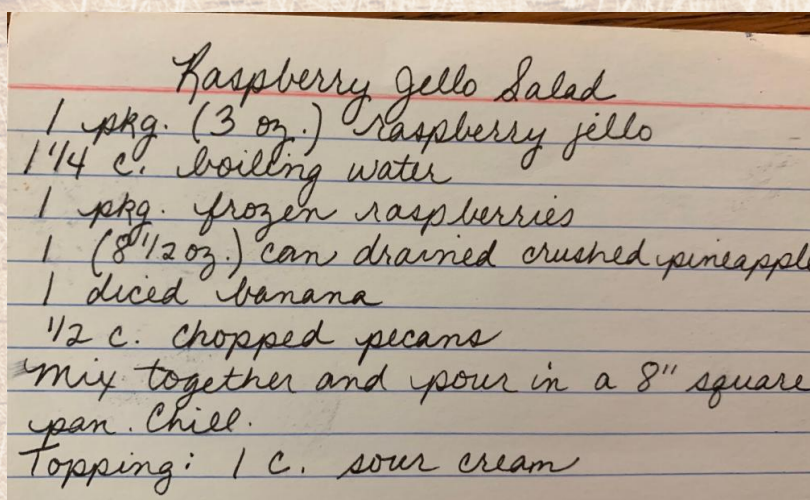 Raspberry Jello Salad
1 pkg. (3 oz.) raspberry jello
1 1/4 c. boiling water
1 pkg. frozen raspberries
1 (8 1/2 oz.) can drained crushed pineapple
1 diced banana
1/2 c. chopped pecans
Mix together and pour in a 8" square
pan. Chill.
Topping: 1 c. sour cream